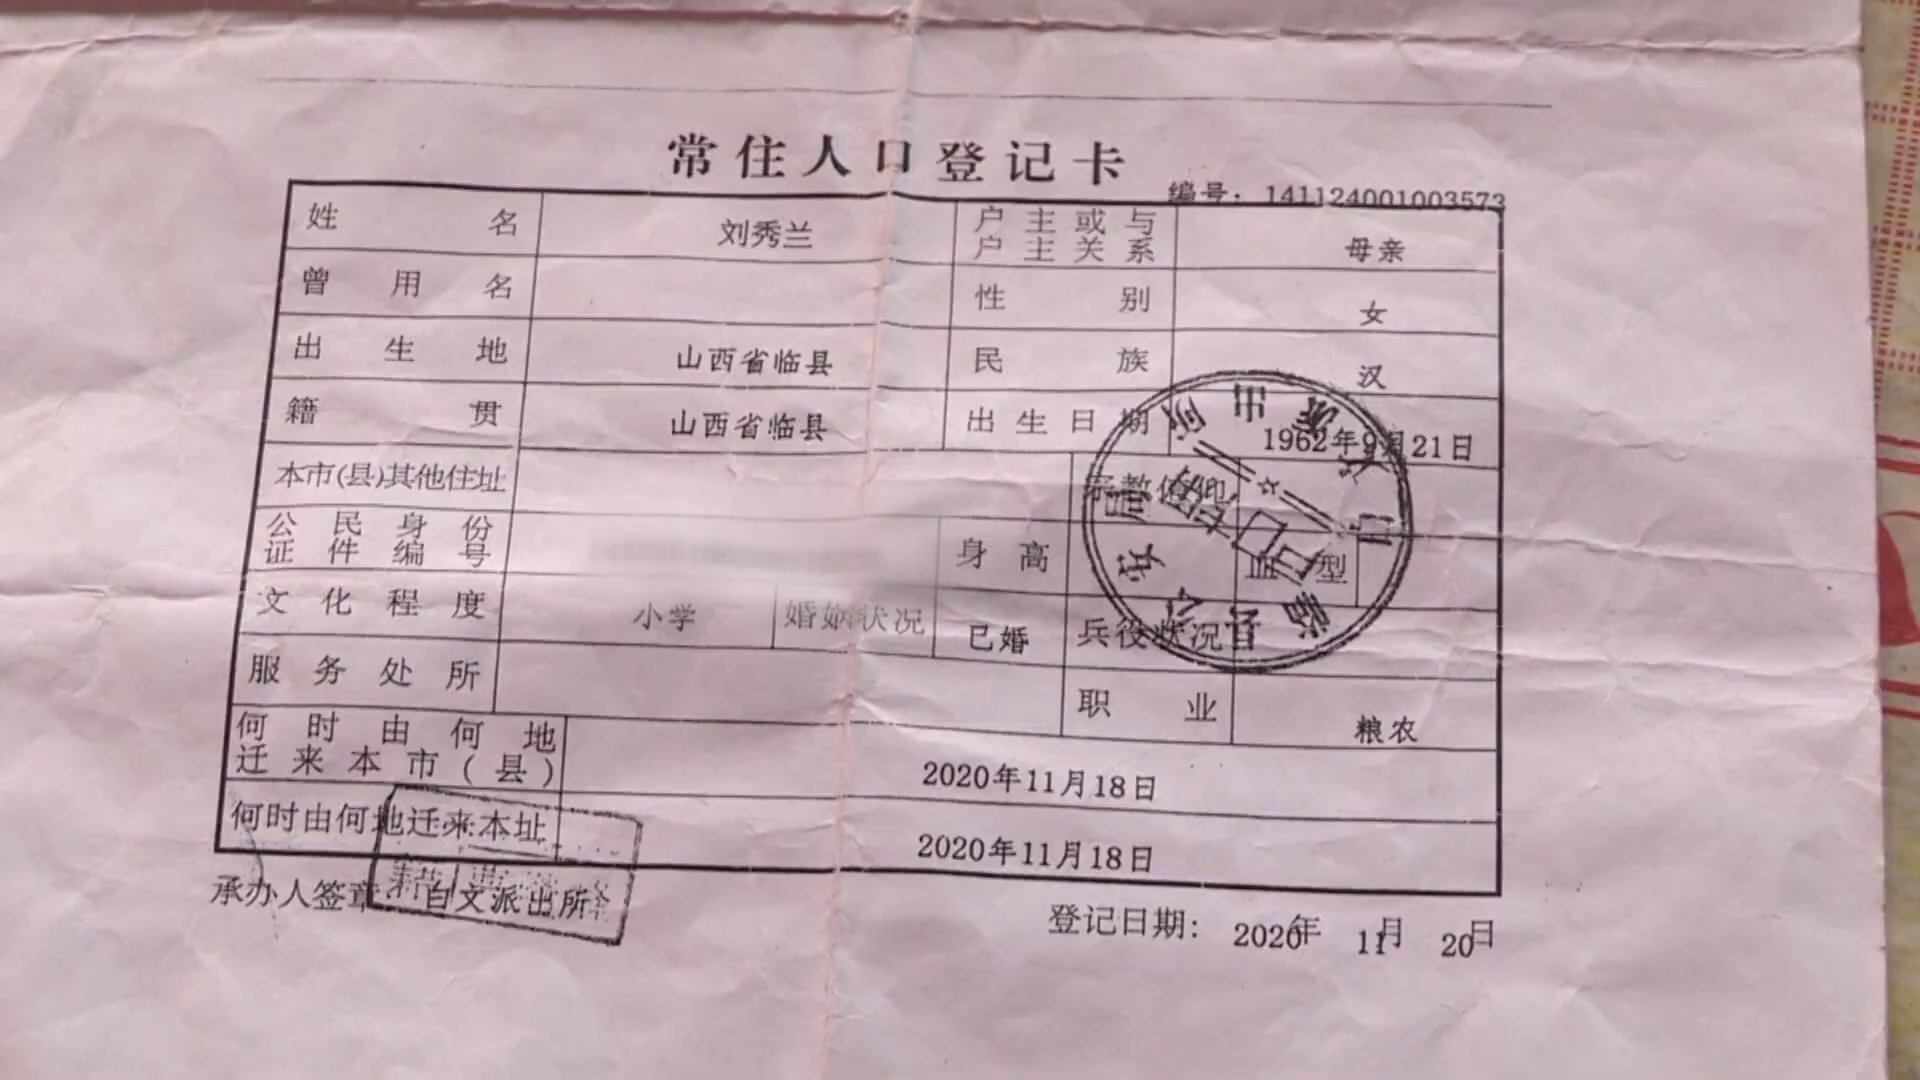 常住人口登记卡
编号：141124001003573
姓名 刘秀兰 户主或与户主关系 母亲
曾用名 性别 女
出生地 山西省临县 民族 汉
籍贯 山西省临县 出生日期 1962年9月21日
本市(县)其他住址 宗教信仰
公民身份证件编号 身高 血型
文化程度 小学 婚姻状况 已婚 兵役状况
服务处所 职业 粮农
何时由何地迁来本市(县) 2020年11月18日
何时由何地迁来本址 2020年11月18日
承办人签章 白文派出所
登记日期：2020年 11月 20日